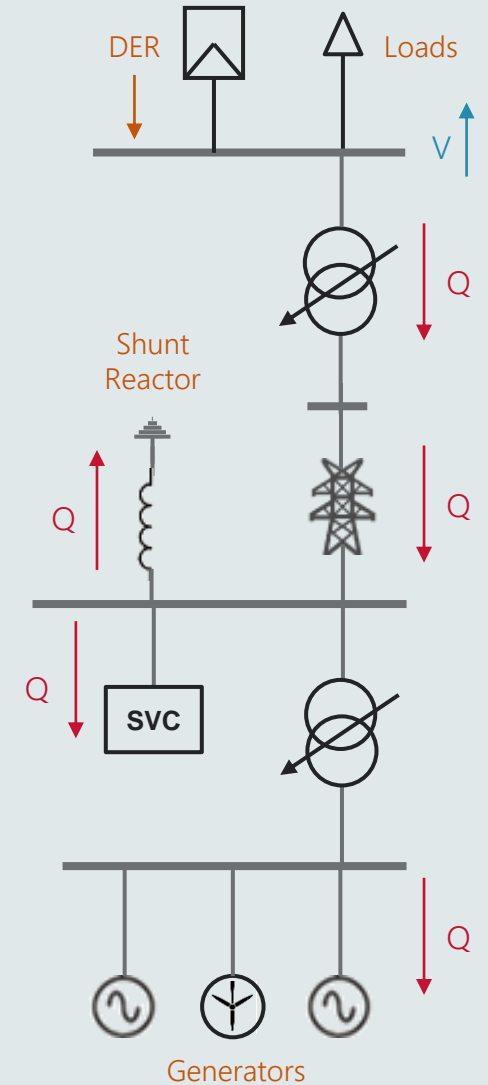 DER
Loads
V
Q
Shunt
Reactor
Q
Q
Q
SVC
Q
Generators